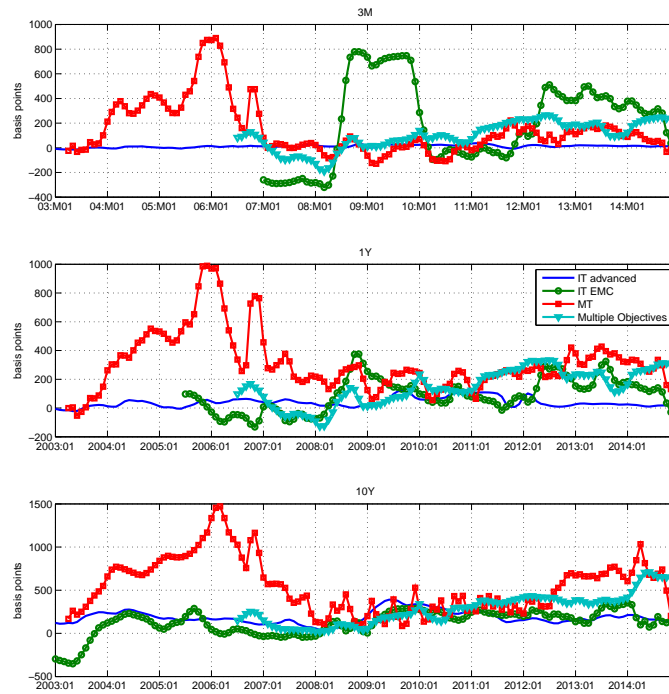 3M
1000
800
600
400
200
0
−200
−400
basis points
03:M01 04:M01 05:M01 06:M01 07:M01 08:M01 09:M01 10:M01 11:M01 12:M01 13:M01 14:M01
1Y
1000
800
600
400
200
0
−200
basis points
IT advanced
IT EMC
MT
Multiple Objectives
2003:01 2004:01 2005:01 2006:01 2007:01 2008:01 2009:01 2010:01 2011:01 2012:01 2013:01 2014:01
10Y
1500
1000
500
0
−500
basis points
2003:01 2004:01 2005:01 2006:01 2007:01 2008:01 2009:01 2010:01 2011:01 2012:01 2013:01 2014:01